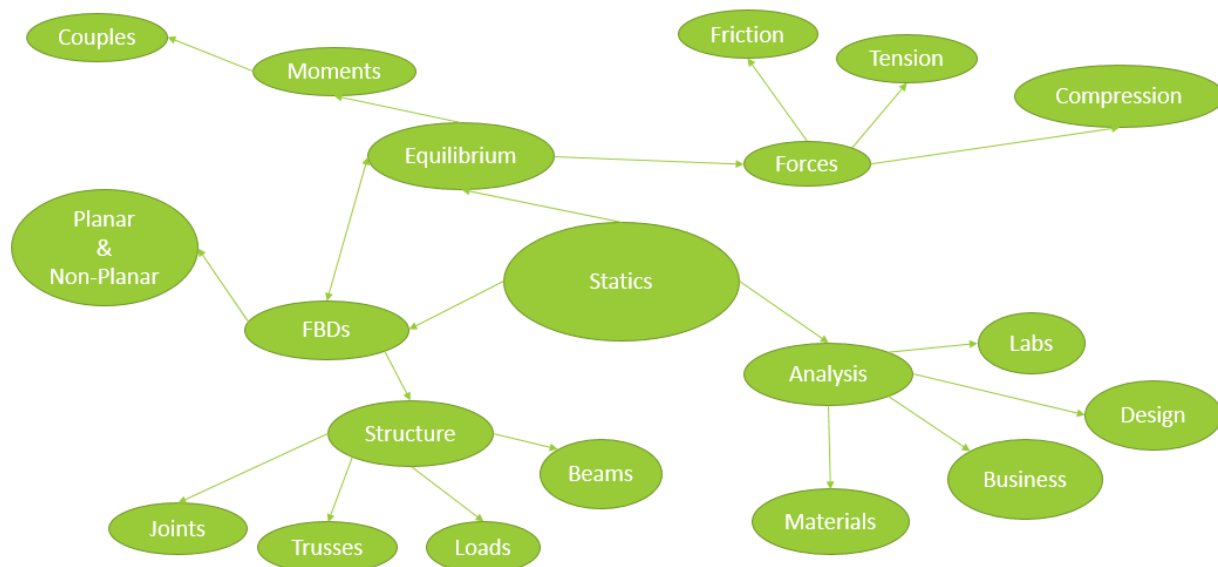 Couples
Moments
Friction
Tension
Compression
Equilibrium
Forces
Planar
&
Non-Planar
Statics
FBDs
Labs
Analysis
Design
Structure
Beams
Business
Joints
Trusses
Loads
Materials